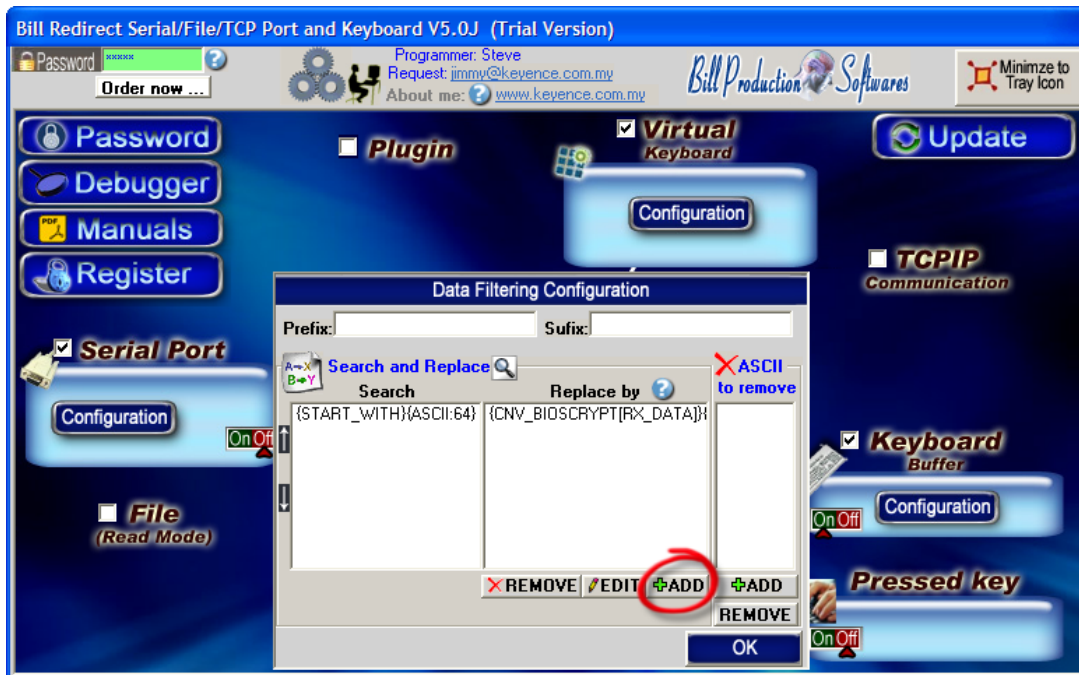 Bill Redirect Serial/File/TCP Port and Keyboard V5.0J (Trial Version)
Password *****
Order now ...
Programmer: Steve
Request: jimmy@keyence.com.my
About me: www.keyence.com.my
Bill Production Softwares
Minimze to
Tray Icon
Password
Debugger
PDF
Manuals
Register
Plugin
Virtual
Keyboard
Configuration
Update
TCPIP
Communication
Serial Port
Configuration
On Off
File
(Read Mode)
Data Filtering Configuration
Prefix:
Sufix:
A→X
B→Y
Search and Replace
Search
Replace by
ASCII
to remove
{START_WITH}{ASCII:64}
{CNV_BIOSCRYPT[RX_DATA]}
REMOVE
EDIT
ADD
ADD
REMOVE
OK
Keyboard
Buffer
Configuration
On Off
Pressed key
On Off